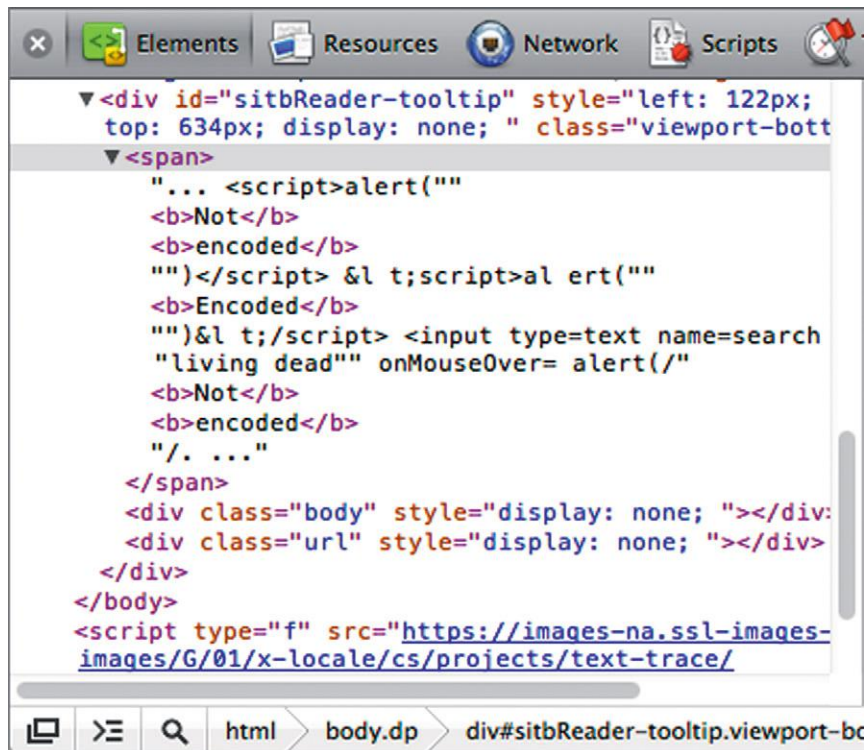 Elements Resources Network Scripts
▼<div id="sitbReader-tooltip" style="left: 122px;
top: 634px; display: none; " class="viewport-bott
▼<span>
"... <script>alert(""
<b>Not</b>
<b>encoded</b>
"")</script> &l t;script>al ert(""
<b>Encoded</b>
"")&l t;/script> <input type=text name=search
"living dead"" onMouseOver= alert(/"
<b>Not</b>
<b>encoded</b>
"/. ..."
</span>
<div class="body" style="display: none; "></div>
<div class="url" style="display: none; "></div>
</div>
</body>
<script type="f" src="https://images-na.ssl-images-
images/G/01/x-locale/cs/projects/text-trace/
html body.dp div#sitbReader-tooltip.viewport-bo